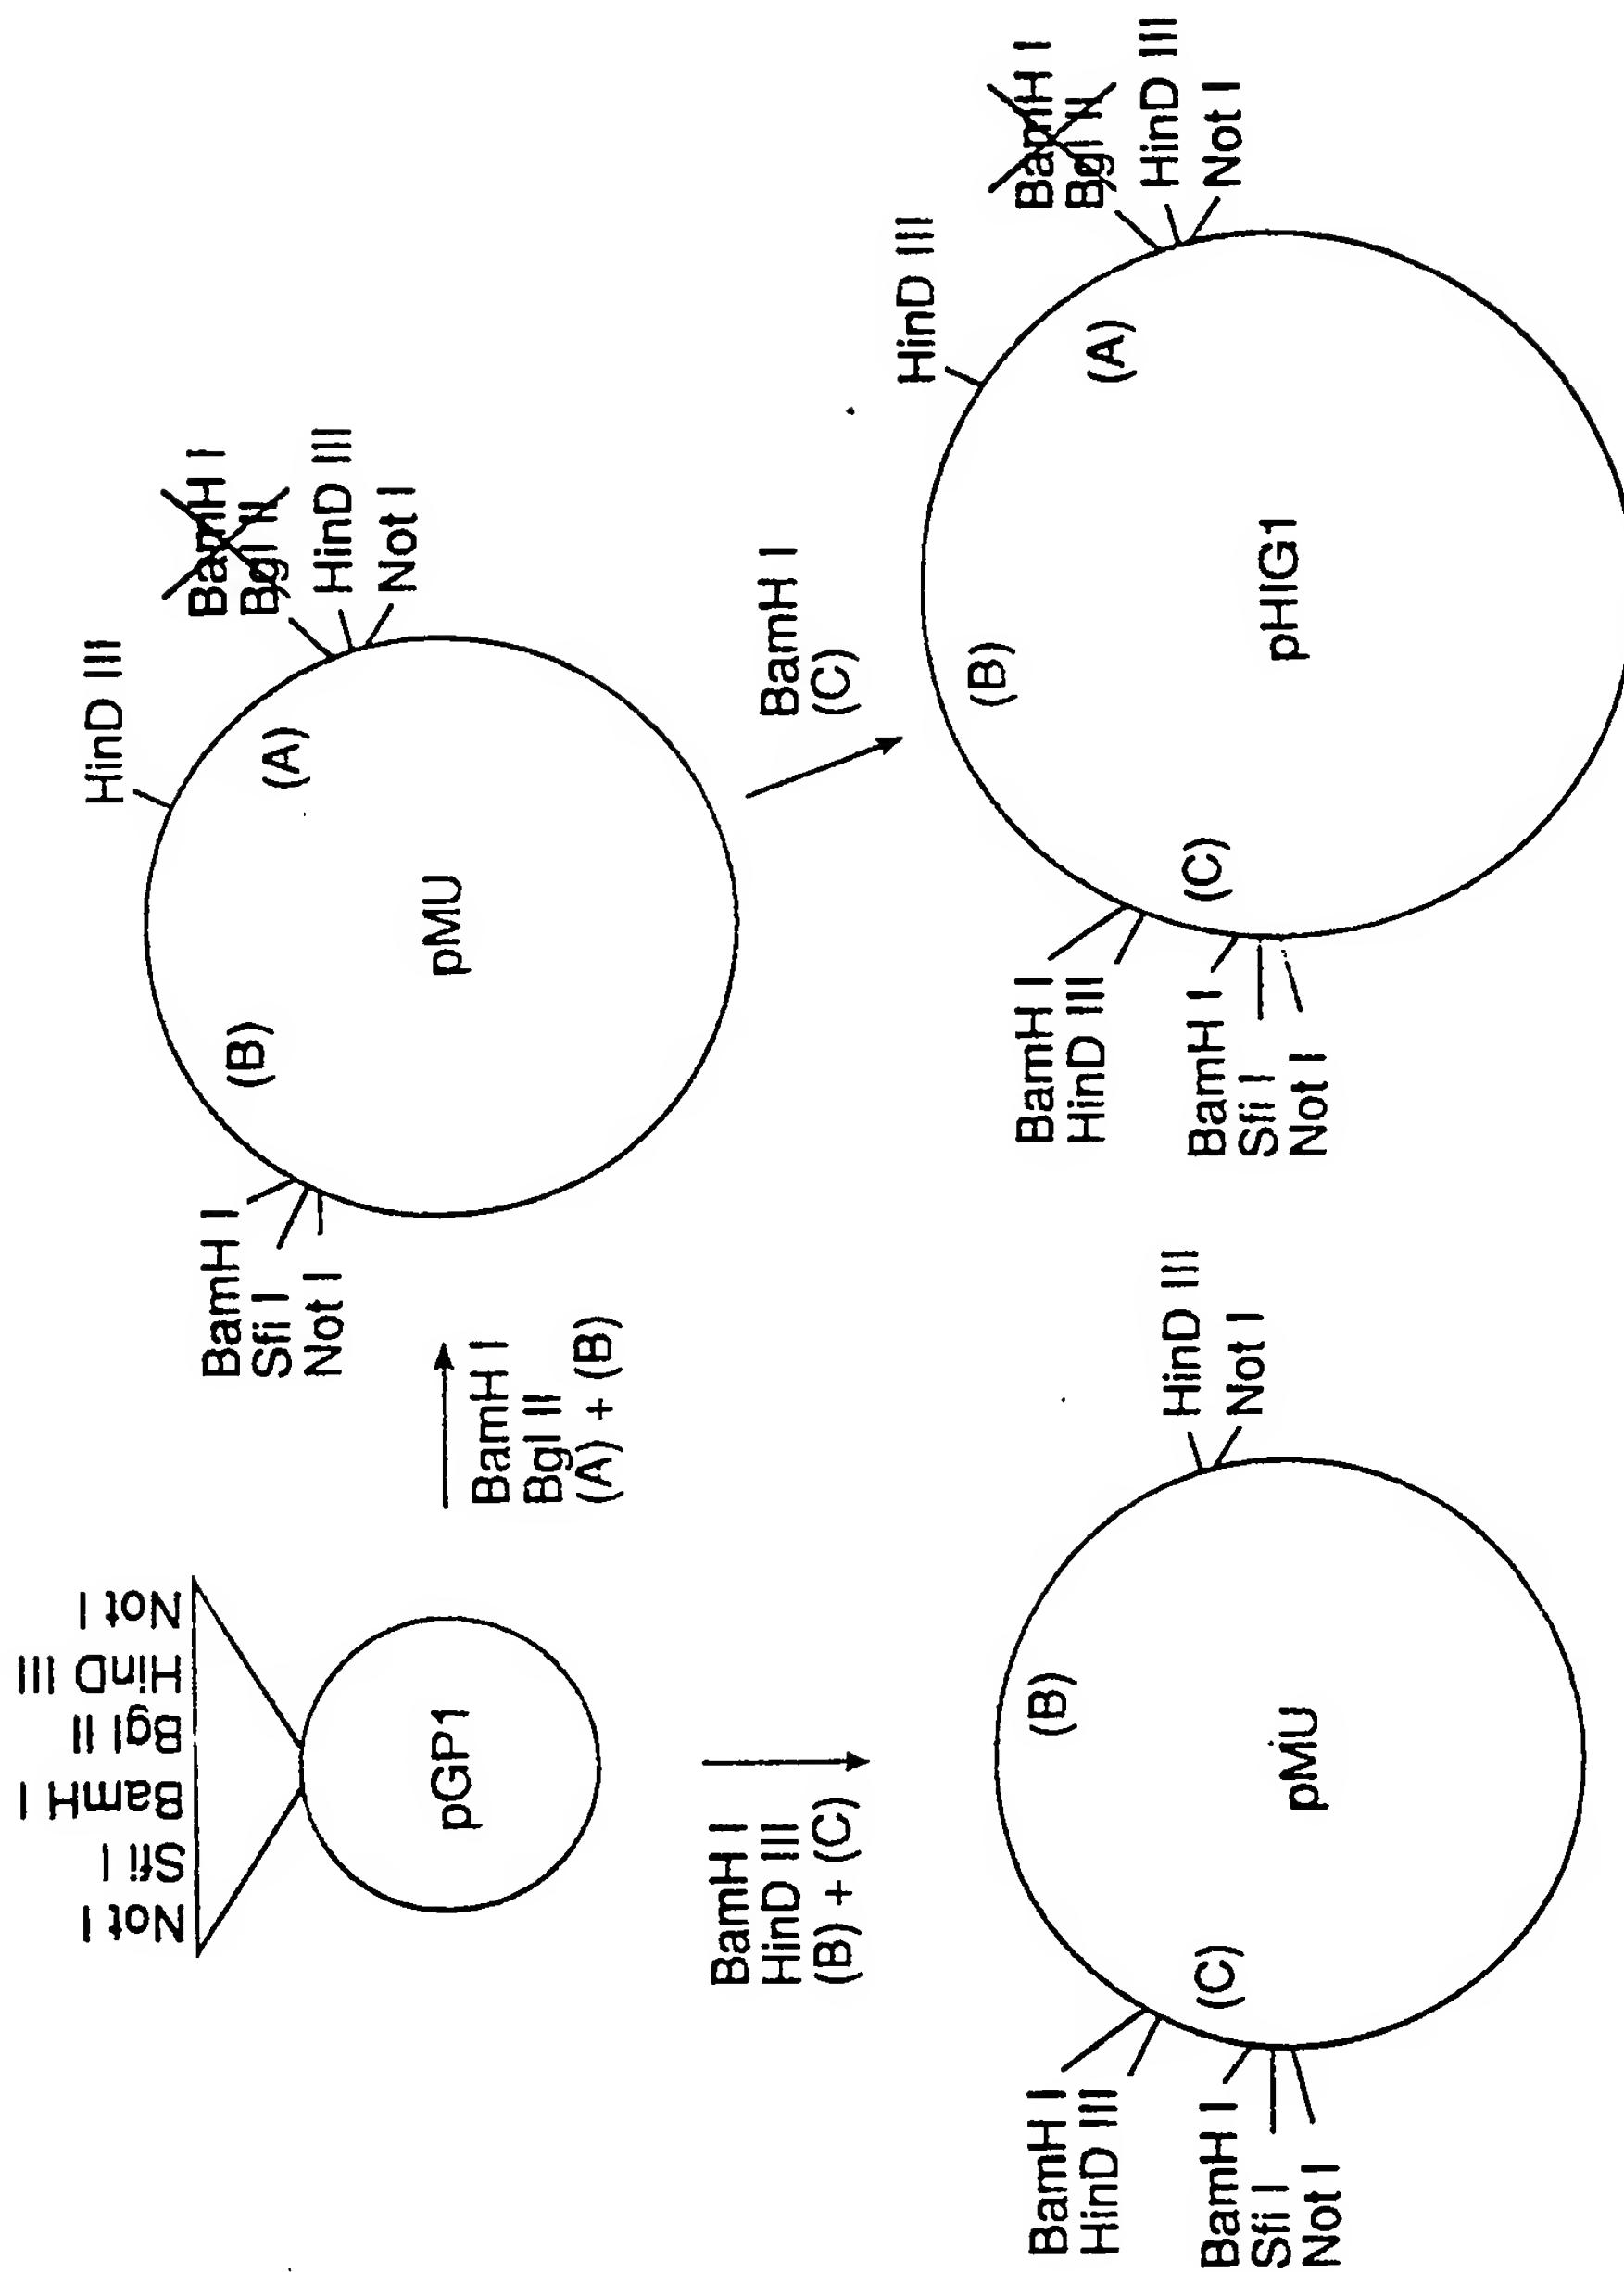 Not I
Sfi I
BamH I
Bgl II
HinD III
Not I
pGP1
BamH I
Bgl II
(A) + (B)
BamH I
Sfi I
Not I
(B)
HinD III
(A)
BamH I
Bgl II
HinD III
Not I
pMU
BamH I
HinD III
(B) + (C)
BamH I
(C)
BamH I
HinD III
BamH I
Sfi I
Not I
(C)
(B)
HinD III
Not I
pMU
BamH I
HinD III
BamH I
Sfi I
Not I
(C)
(B)
HinD III
(A)
BamH I
Bgl II
HinD III
Not I
pHIG1